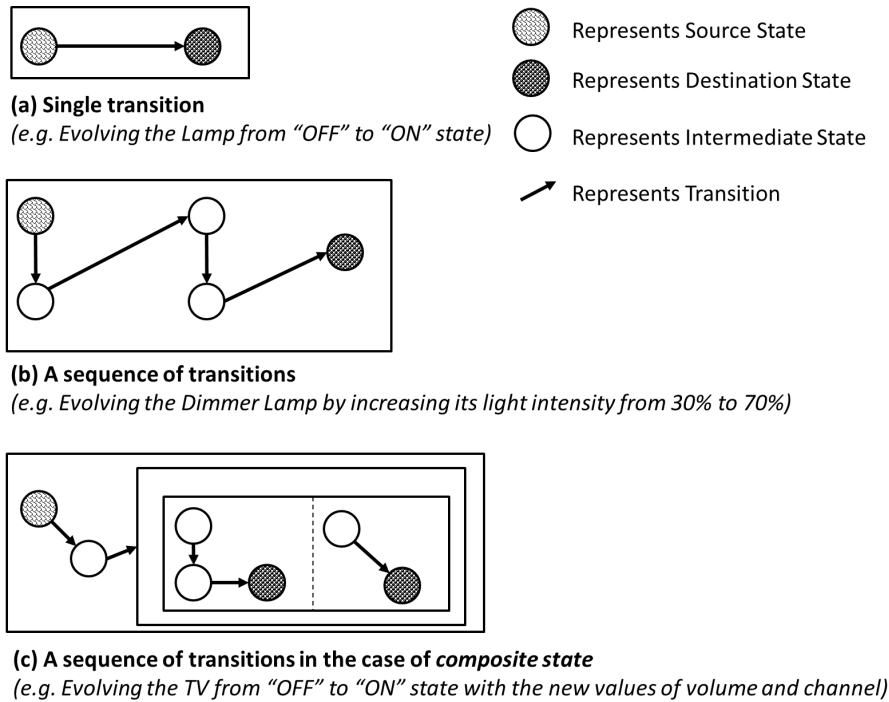 Represents Source State
Represents Destination State
Represents Intermediate State
Represents Transition
(a) Single transition
(e.g. Evolving the Lamp from “OFF” to “ON” state)
(b) A sequence of transitions
(e.g. Evolving the Dimmer Lamp by increasing its light intensity from 30% to 70%)
(c) A sequence of transitions in the case of composite state
(e.g. Evolving the TV from “OFF” to “ON” state with the new values of volume and channel)